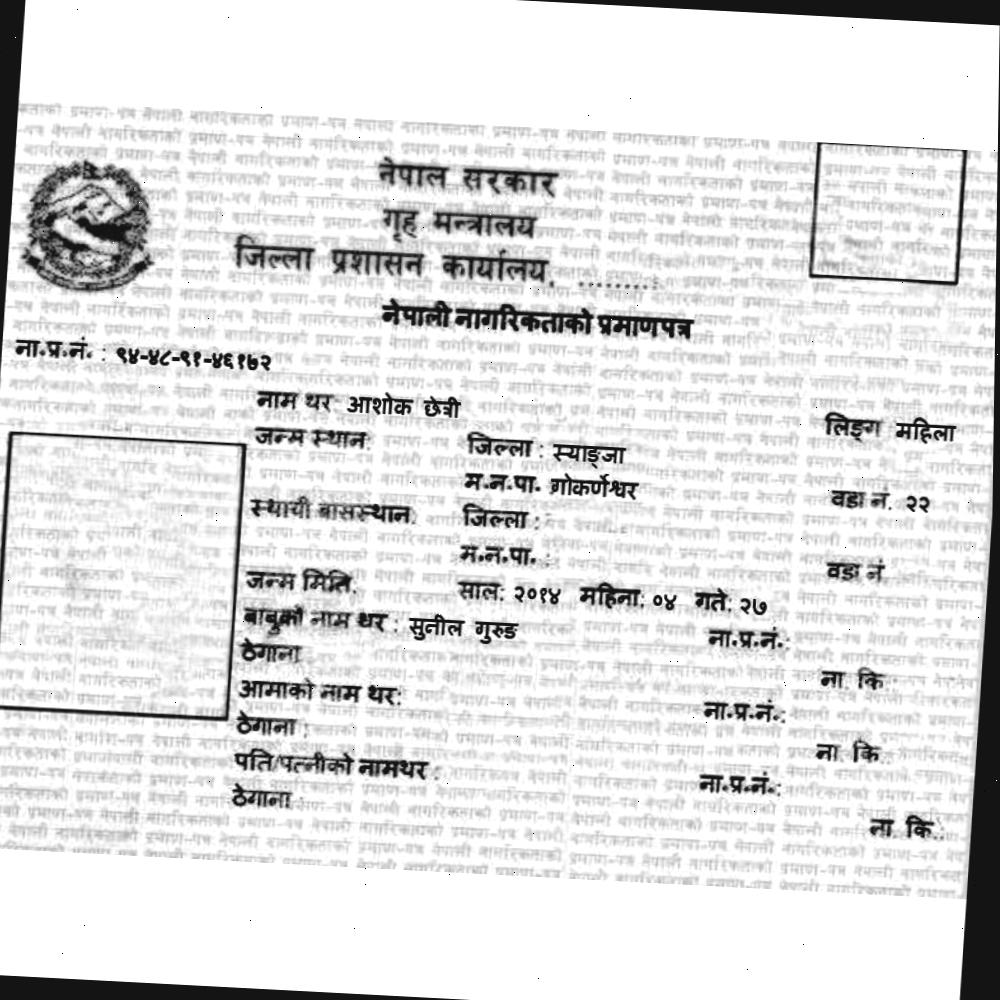 नेपाल सरकार
गृह मन्त्रालय
जिल्ला प्रशासन कार्यालय, .........
नेपाली नागरिकताको प्रमाणपत्र
ना.प्र.नं. : ९४-४८-९१-४६१७२
नाम थर: आशोक छेत्री लिङ्ग महिला
जन्म स्थान: जिल्ला : स्याङ्जा
म.न.पा. गोकर्णेश्वर वडा नं. २२
स्थायी बासस्थान: जिल्ला :
म.न.पा. : वडा नं
जन्म मिति: साल: २०१४ महिना: ०४ गते: २७
बाबुको नाम थर : सुनील गुरुङ ना.प्र.नं.:
ठेगाना ना कि :
आमाको नाम थर: ना.प्र.नं.:
ठेगाना : ना कि :
पति/पत्नीको नामथर : ना.प्र.नं.:
ठेगाना : ना कि.: